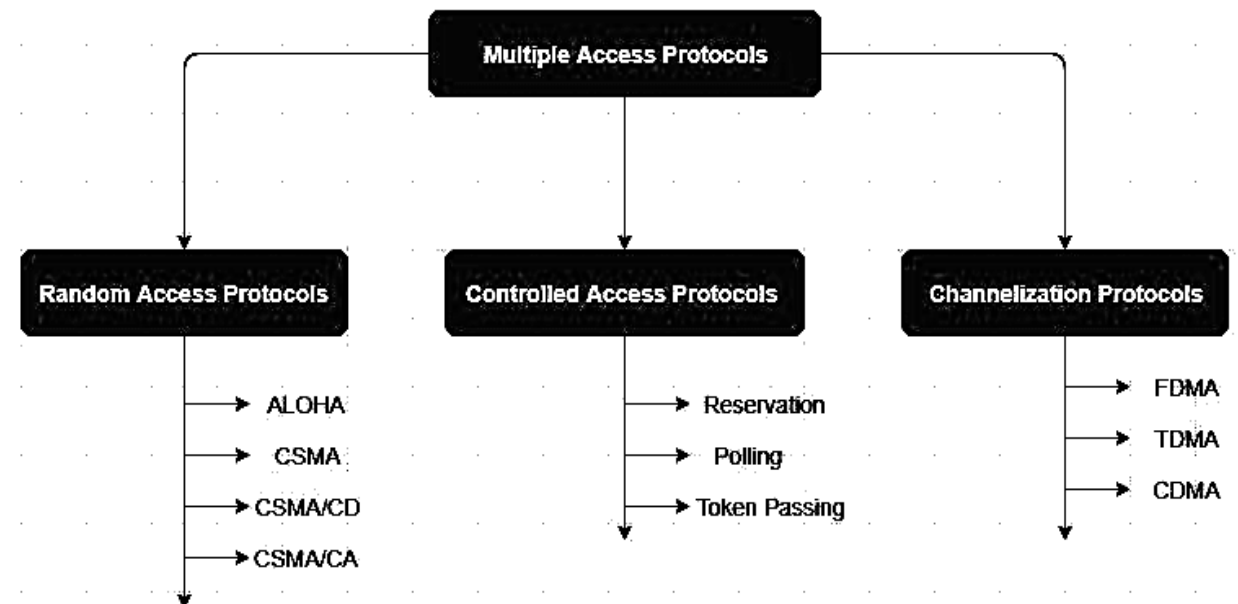 Multiple Access Protocols
Random Access Protocols
Controlled Access Protocols
Channelization Protocols
ALOHA
CSMA
CSMA/CD
CSMA/CA
Reservation
Polling
Token Passing
FDMA
TDMA
CDMA